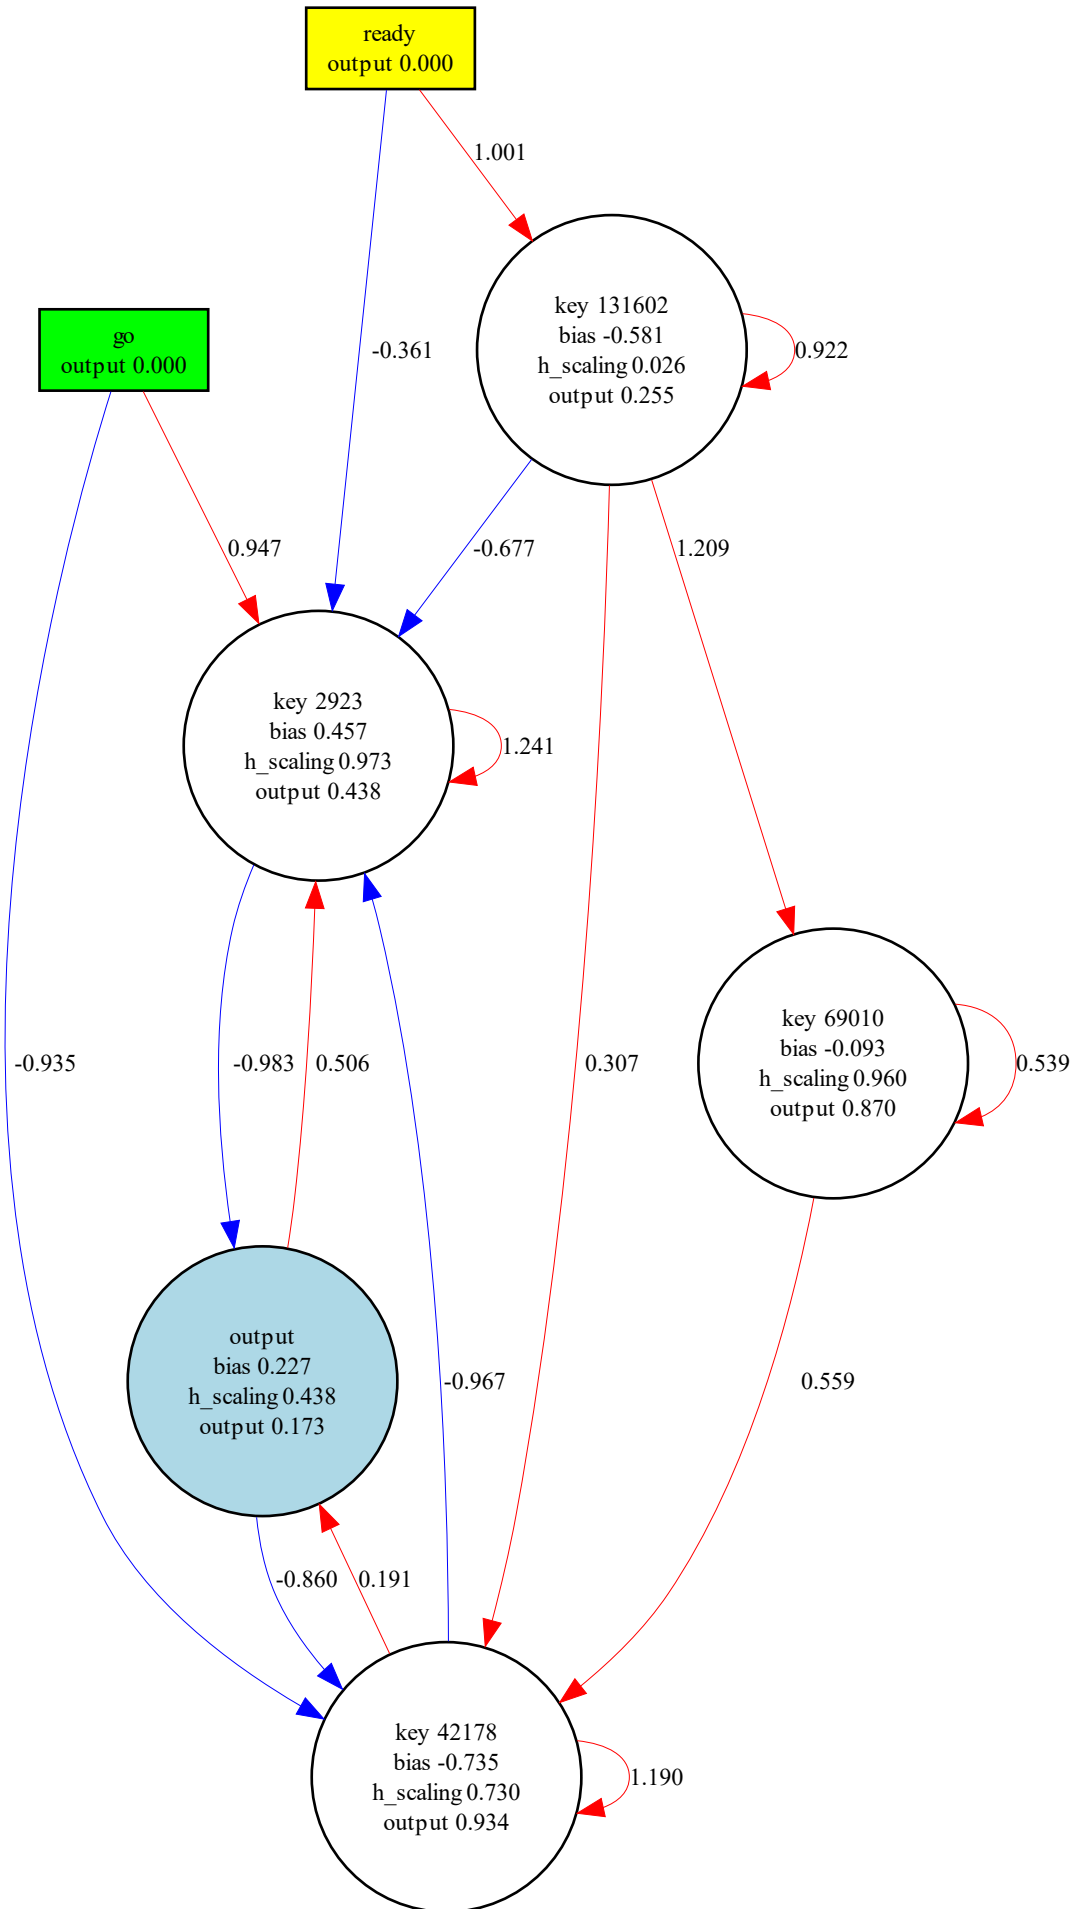 ready
output 0.000
1.001
go
output 0.000
-0.361
key 131602
bias -0.581
h_scaling 0.026
output 0.255
0.922
0.947
-0.677
1.209
key 2923
bias 0.457
h_scaling 0.973
output 0.438
1.241
-0.935
-0.983
0.506
0.307
key 69010
bias -0.093
h_scaling 0.960
output 0.870
0.539
output
bias 0.227
h_scaling 0.438
output 0.173
-0.967
0.559
-0.860
0.191
key 42178
bias -0.735
h_scaling 0.730
output 0.934
1.190